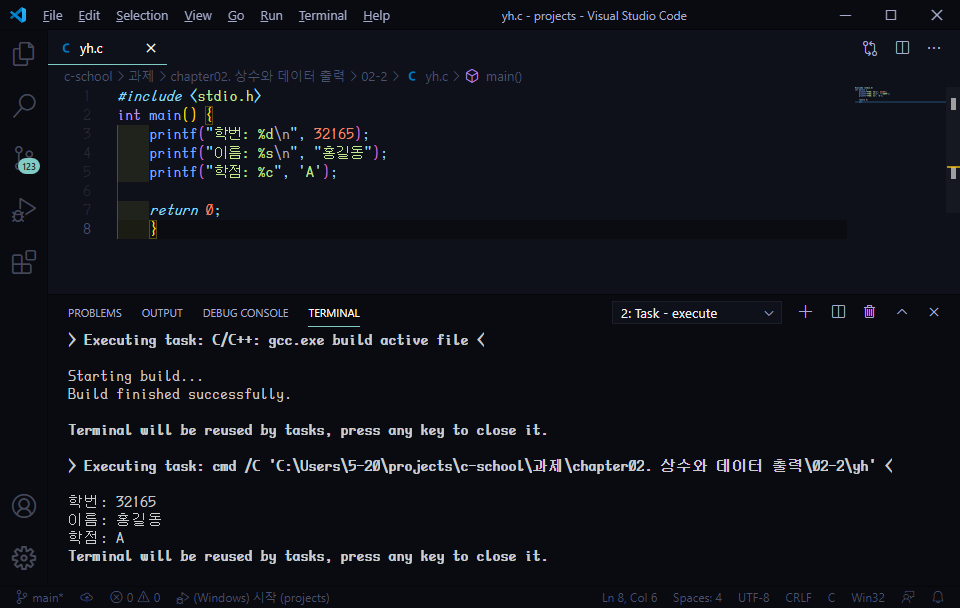 File Edit Selection View Go Run Terminal Help yh.c - projects - Visual Studio Code
C yh.c
c-school > 과제 > chapter02. 상수와 데이터 출력 > 02-2 > C yh.c > main()
1 #include <stdio.h>
2 int main() {
3 printf("학번: %d\n", 32165);
4 printf("이름: %s\n", "홍길동");
5 printf("학점: %c", 'A');
6
7 return 0;
8 }
123
PROBLEMS OUTPUT DEBUG CONSOLE TERMINAL 2: Task - execute
> Executing task: C/C++: gcc.exe build active file <
Starting build...
Build finished successfully.
Terminal will be reused by tasks, press any key to close it.
> Executing task: cmd /C 'C:\Users\5-20\projects\c-school\과제\chapter02. 상수와 데이터 출력\02-2\yh' <
학번: 32165
이름: 홍길동
학점: A
Terminal will be reused by tasks, press any key to close it.
main* 0 0 (Windows) 시작 (projects) Ln 8, Col 6 Spaces: 4 UTF-8 CRLF C Win32